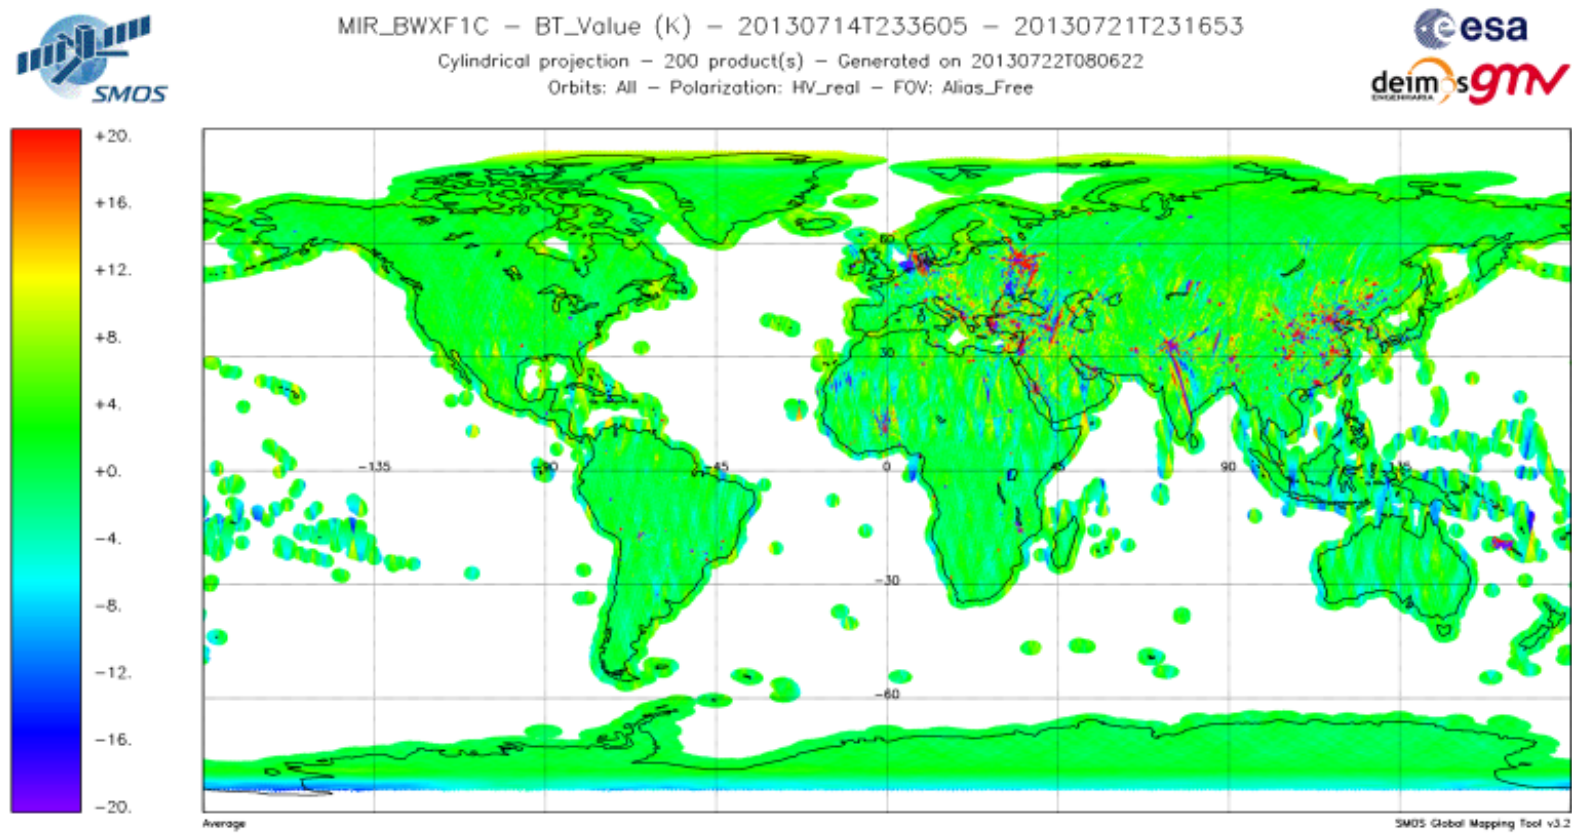 MIR_BWXF1C − BT_Value (K) − 20130714T233605 − 20130721T231653
Cylindrical projection − 200 product(s) − Generated on 20130722T080622
Orbits: All − Polarization: HV_real − FOV: Alias_Free
SMOS
esa
deimos
ENGENHARIA
gmv
+20.
+16.
+12.
+8.
+4.
+0.
−4.
−8.
−12.
−16.
−20.
60
30
−135
−90
−45
0
45
90
135
−30
−60
Average
SMOS Global Mapping Tool v3.2